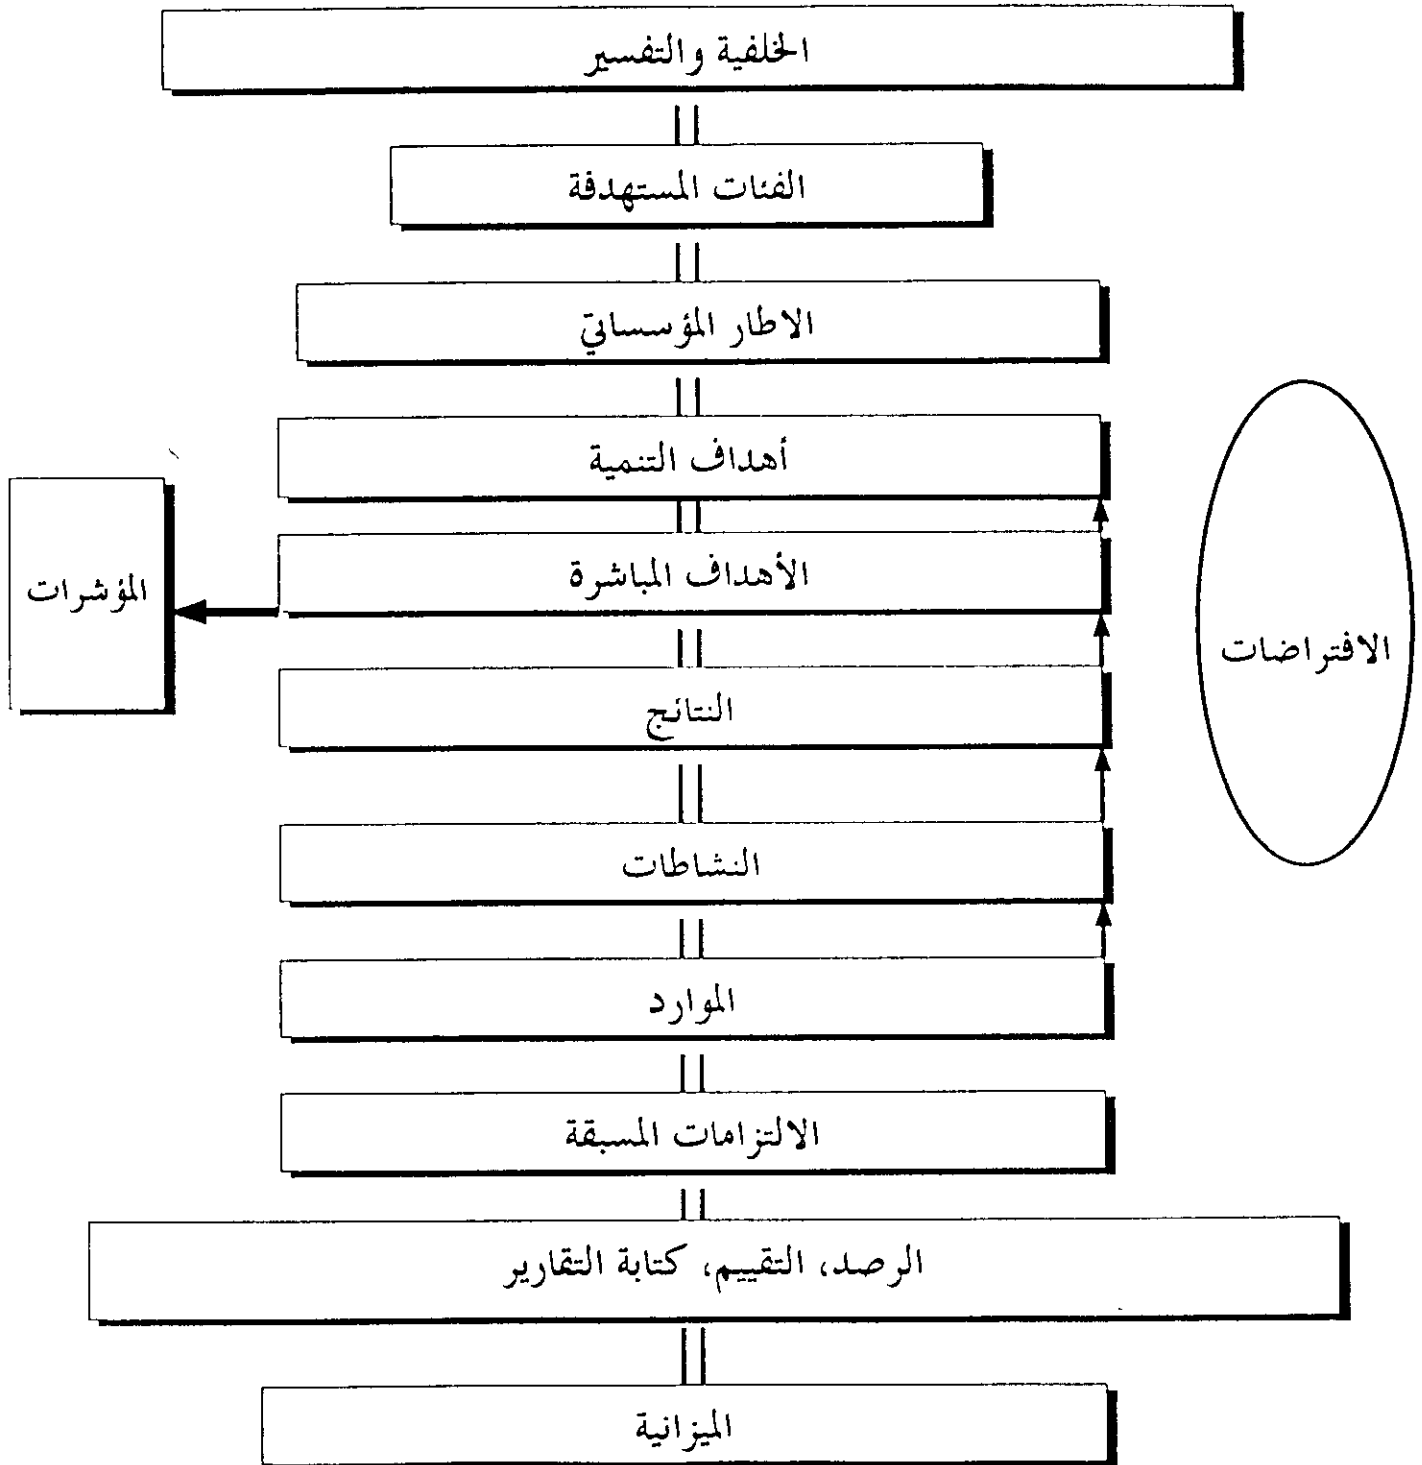 الخلفية والتفسير
الفئات المستهدفة
الاطار المؤسساتي
أهداف التنمية
الأهداف المباشرة
المؤشرات
الافتراضات
النتائج
النشاطات
الموارد
الالتزامات المسبقة
الرصد، التقييم، كتابة التقارير
الميزانية